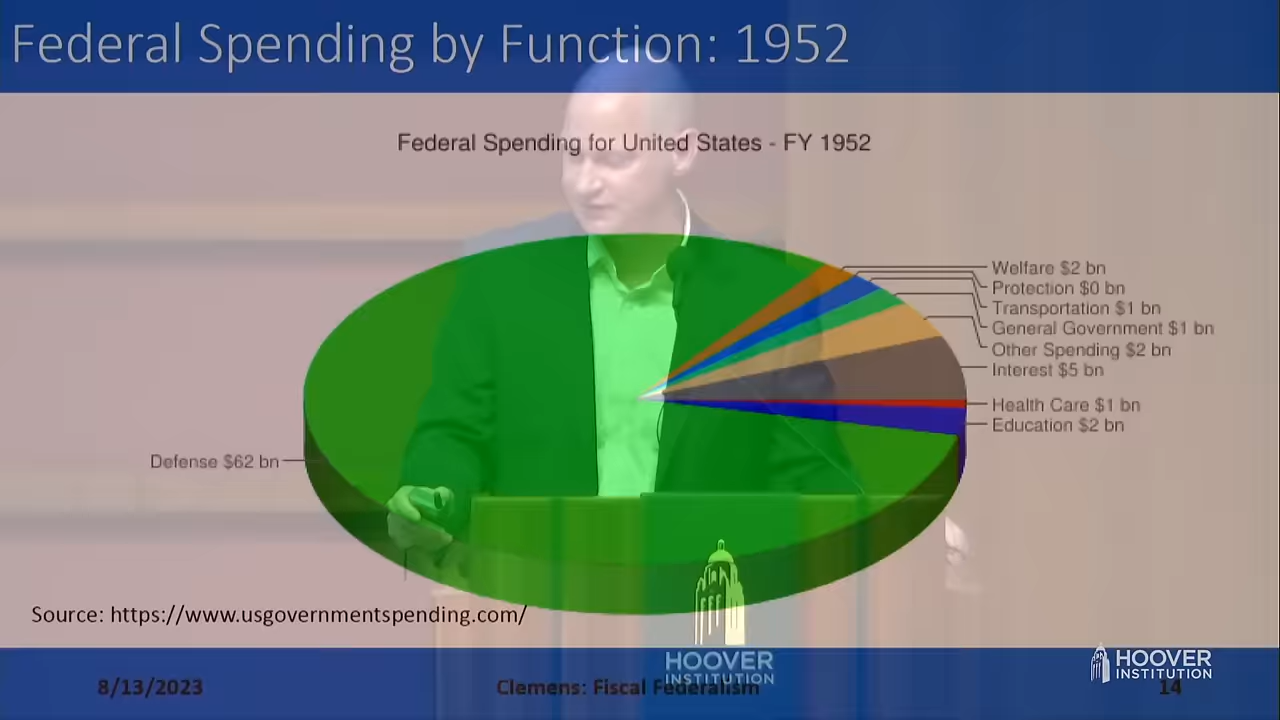 Federal Spending by Function: 1952
Federal Spending for United States - FY 1952
Welfare $2 bn
Protection $0 bn
Transportation $1 bn
General Government $1 bn
Other Spending $2 bn
Interest $5 bn
Health Care $1 bn
Education $2 bn
Defense $62 bn
Source: https://www.usgovernmentspending.com/
HOOVER
INSTITUTION
HOOVER
INSTITUTION
8/13/2023
Clemens: Fiscal Federalism
14